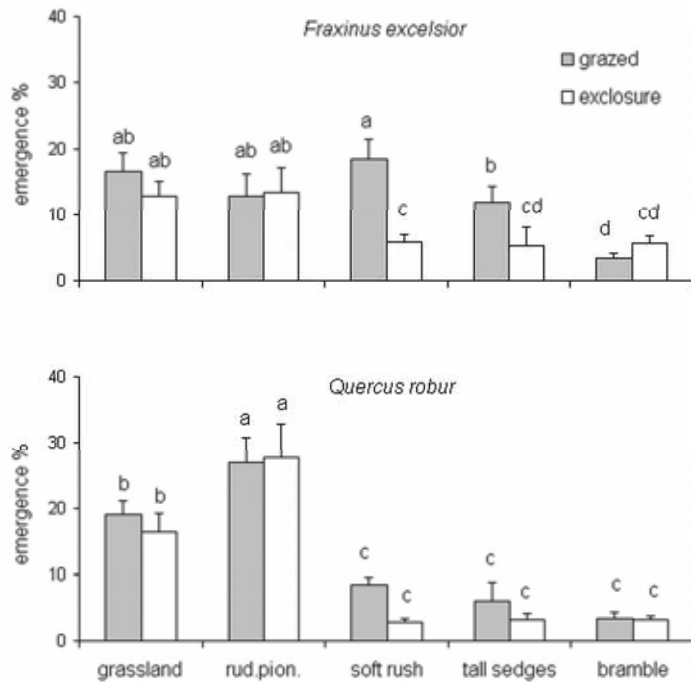 40
Fraxinus excelsior
grazed
exclosure
30
emergence %
20
10
0
ab ab ab ab a c b cd d cd
40
Quercus robur
30
emergence %
20
10
0
b b a a c c c c c c
grassland rud.pion. soft rush tall sedges bramble